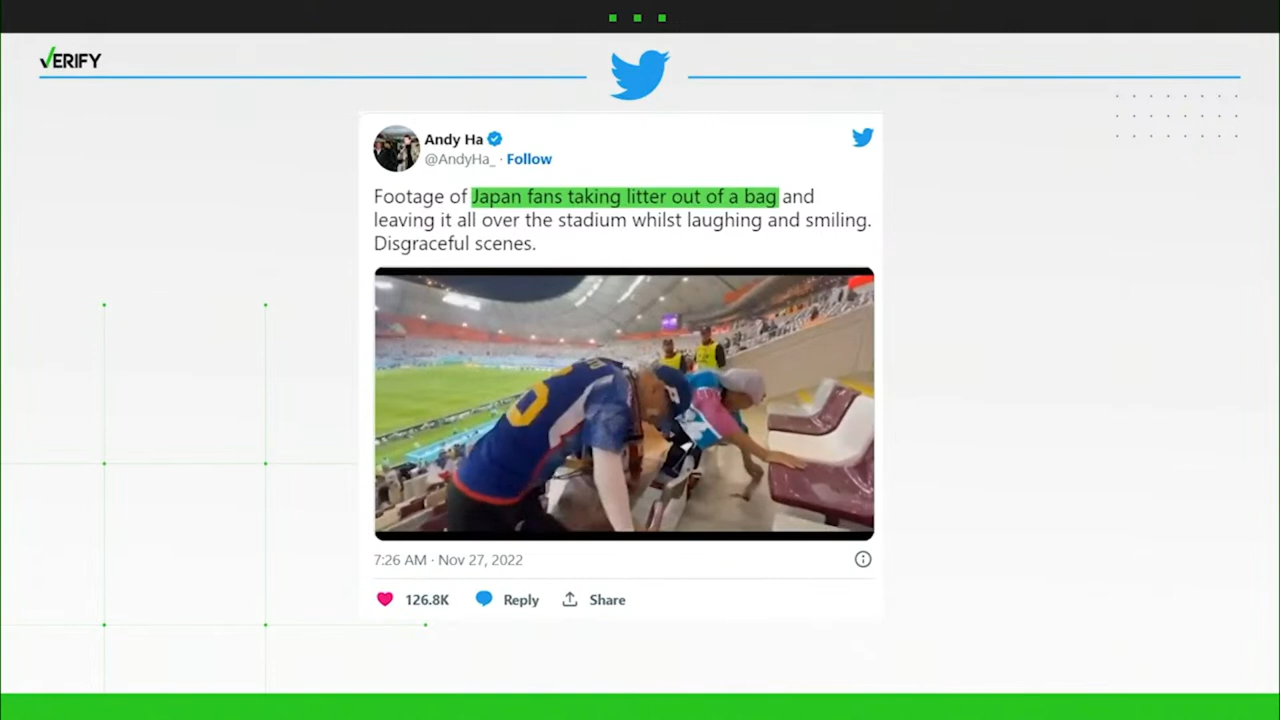 VERIFY
Andy Ha
@AndyHa_ · Follow
Footage of Japan fans taking litter out of a bag and
leaving it all over the stadium whilst laughing and smiling.
Disgraceful scenes.
7:26 AM · Nov 27, 2022
126.8K Reply Share